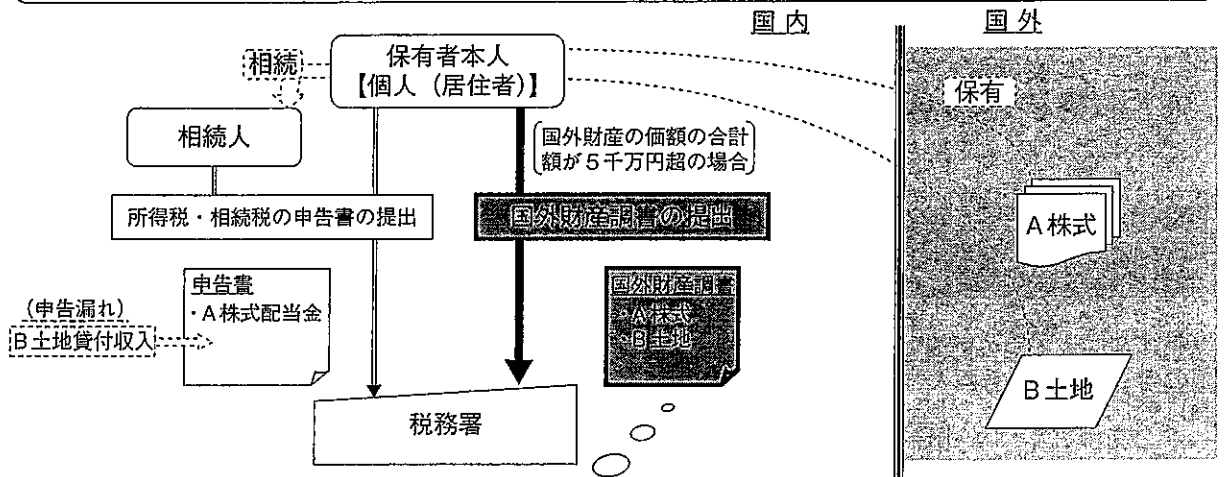 国内
国外
相続
保有者本人
【個人（居住者）】
保有
相続人
国外財産の価額の合計
額が５千万円超の場合
所得税・相続税の申告書の提出
国外財産調書の提出
A株式
申告書
・A株式配当金
（申告漏れ）
B土地貸付収入
国外財産調書
・A株式
・B土地
B土地
税務署